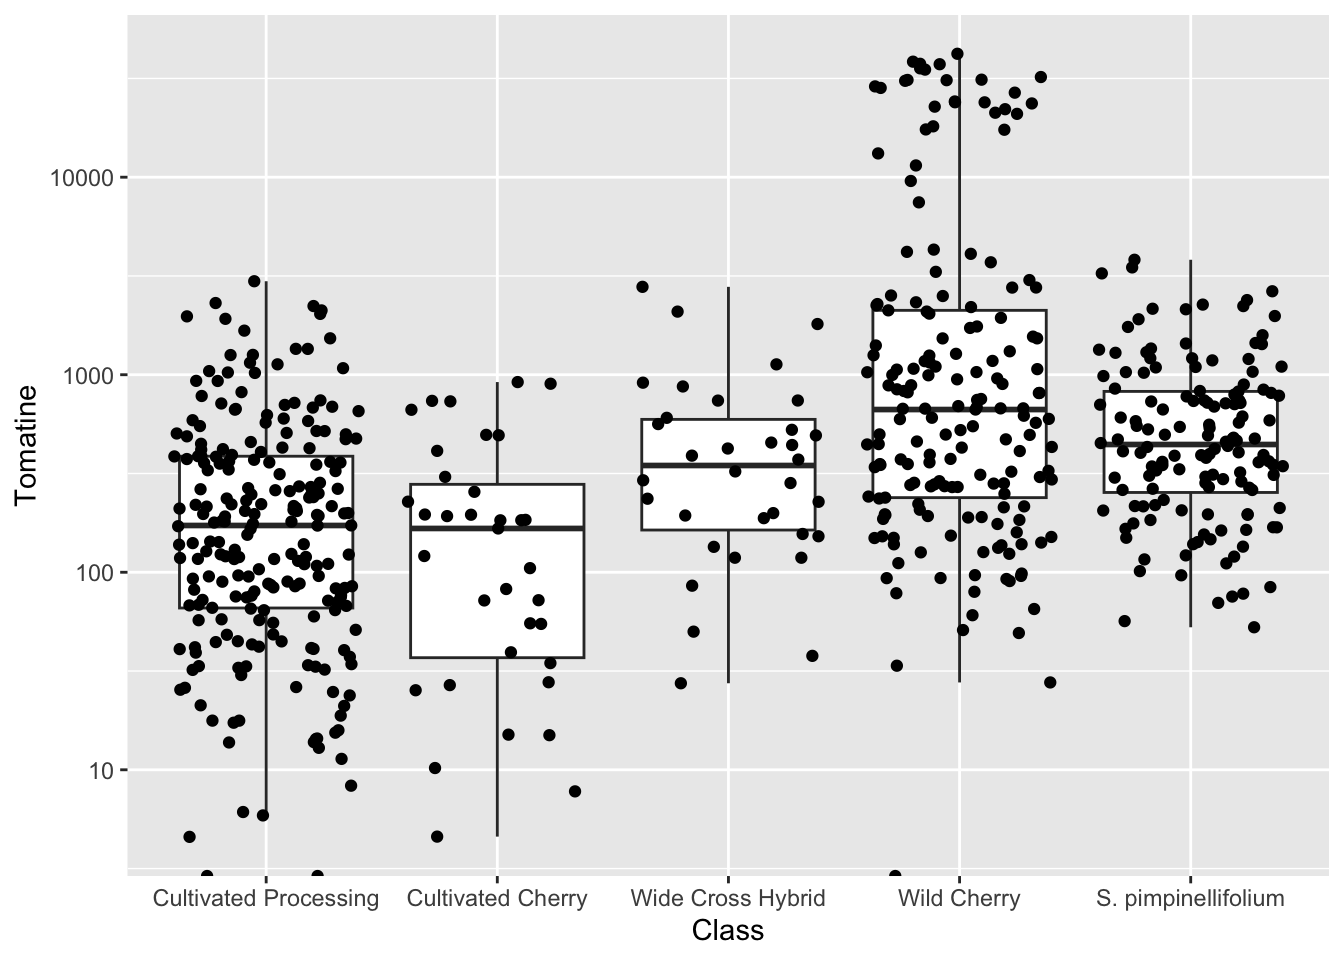 Tomatine
10000
1000
100
10
Cultivated Processing
Cultivated Cherry
Wide Cross Hybrid
Wild Cherry
S. pimpinellifolium
Class